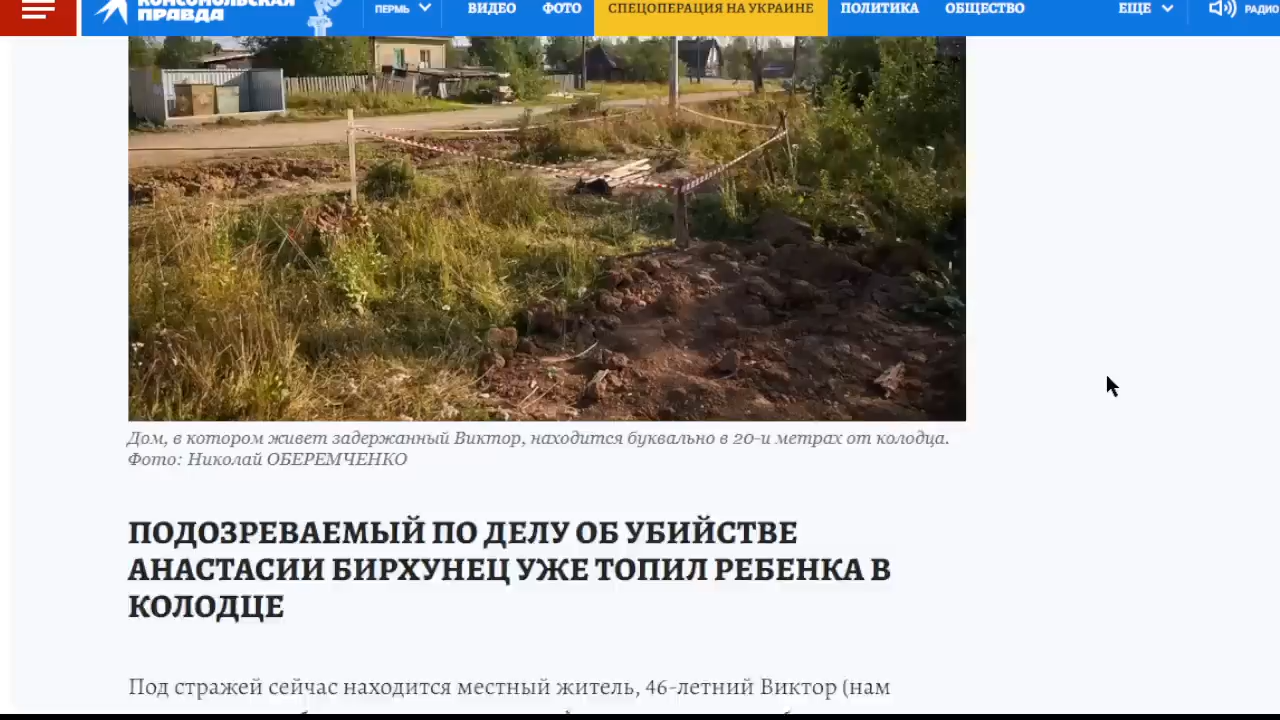 КОМСОМОЛЬСКАЯ
ПРАВДА
ПЕРМЬ
ВИДЕО
ФОТО
СПЕЦОПЕРАЦИЯ НА УКРАИНЕ
ПОЛИТИКА
ОБЩЕСТВО
ЕЩЕ
РАДИО
Дом, в котором живет задержанный Виктор, находится буквально в 20-и метрах от колодца.
Фото: Николай ОБЕРЕМЧЕНКО
ПОДОЗРЕВАЕМЫЙ ПО ДЕЛУ ОБ УБИЙСТВЕ
АНАСТАСИИ БИРХУНЕЦ УЖЕ ТОПИЛ РЕБЕНКА В
КОЛОДЦЕ
Под стражей сейчас находится местный житель, 46-летний Виктор (нам